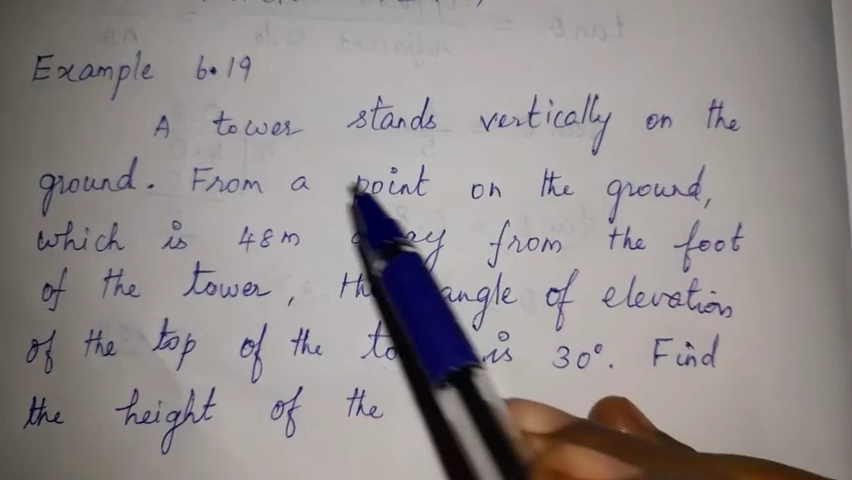 Example 6.19
A tower stands vertically on the
ground. From a point on the ground,
which is 48m from the foot
of the tower, angle of elevation
of the top of the is 30°. Find
the height of the